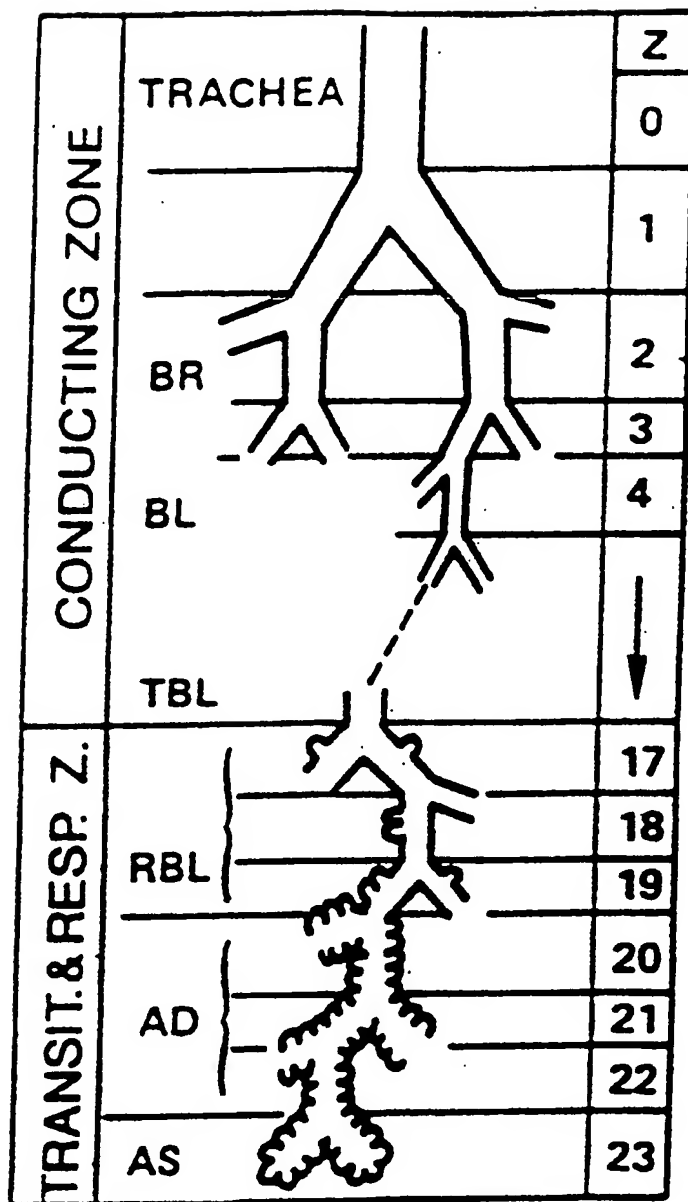 Z
TRACHEA
0
CONDUCTING ZONE
1
BR
2
3
BL
4
TBL
TRANSIT. & RESP. Z.
17
18
RBL
19
20
AD
21
22
AS
23